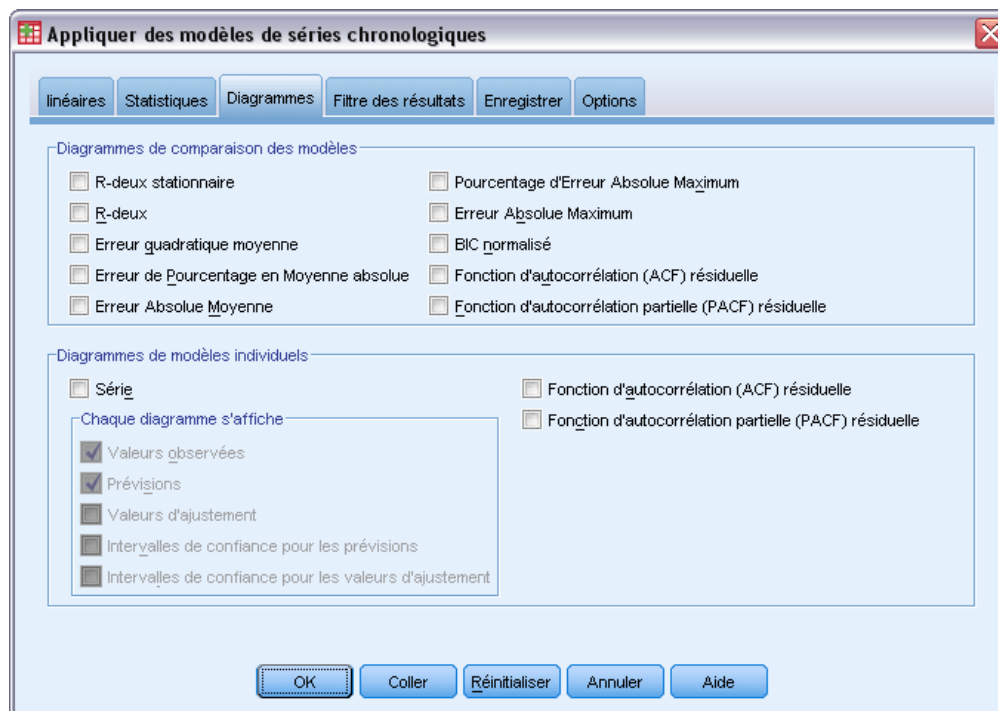 Appliquer des modèles de séries chronologiques
linéaires Statistiques Diagrammes Filtre des résultats Enregistrer Options
Diagrammes de comparaison des modèles
R-deux stationnaire
R-deux
Erreur quadratique moyenne
Erreur de Pourcentage en Moyenne absolue
Erreur Absolue Moyenne
Pourcentage d'Erreur Absolue Maximum
Erreur Absolue Maximum
BIC normalisé
Fonction d'autocorrélation (ACF) résiduelle
Fonction d'autocorrélation partielle (PACF) résiduelle
Diagrammes de modèles individuels
Série
Chaque diagramme s'affiche
Valeurs observées
Prévisions
Valeurs d'ajustement
Intervalles de confiance pour les prévisions
Intervalles de confiance pour les valeurs d'ajustement
Fonction d'autocorrélation (ACF) résiduelle
Fonction d'autocorrélation partielle (PACF) résiduelle
OK Coller Réinitialiser Annuler Aide